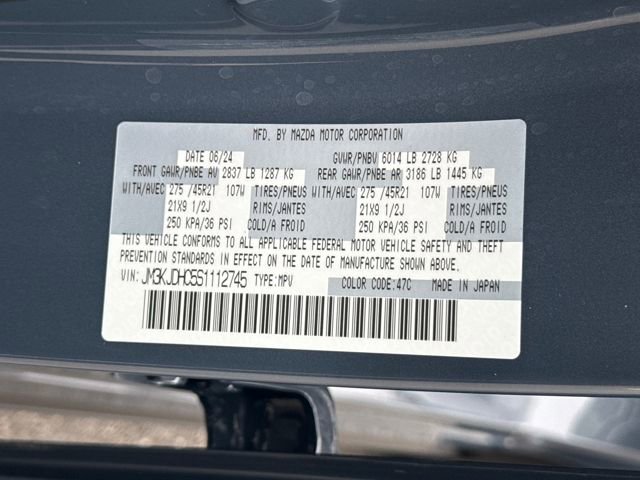 MFD. BY MAZDA MOTOR CORPORATION
DATE 06/24 GVWR/PNBV 6014 LB 2728 KG
FRONT GAWR/PNBE AV 2837 LB 1287 KG REAR GAWR/PNBE AR 3186 LB 1445 KG
WITH/AVEC 275 /45R21 107W TIRES/PNEUS WITH/AVEC 275 /45R21 107W TIRES/PNEUS
21X9 1/2J RIMS/JANTES 21X9 1/2J RIMS/JANTES
250 KPA/36 PSI COLD/A FROID 250 KPA/36 PSI COLD/A FROID
THIS VEHICLE CONFORMS TO ALL APPLICABLE FEDERAL MOTOR VEHICLE SAFETY AND THEFT
PREVENTION STANDARDS IN EFFECT ON THE DATE OF MANUFACTURE SHOWN ABOVE.
VIN: JM3KJDHC5S1112745 TYPE: MPV COLOR CODE: 47C MADE IN JAPAN